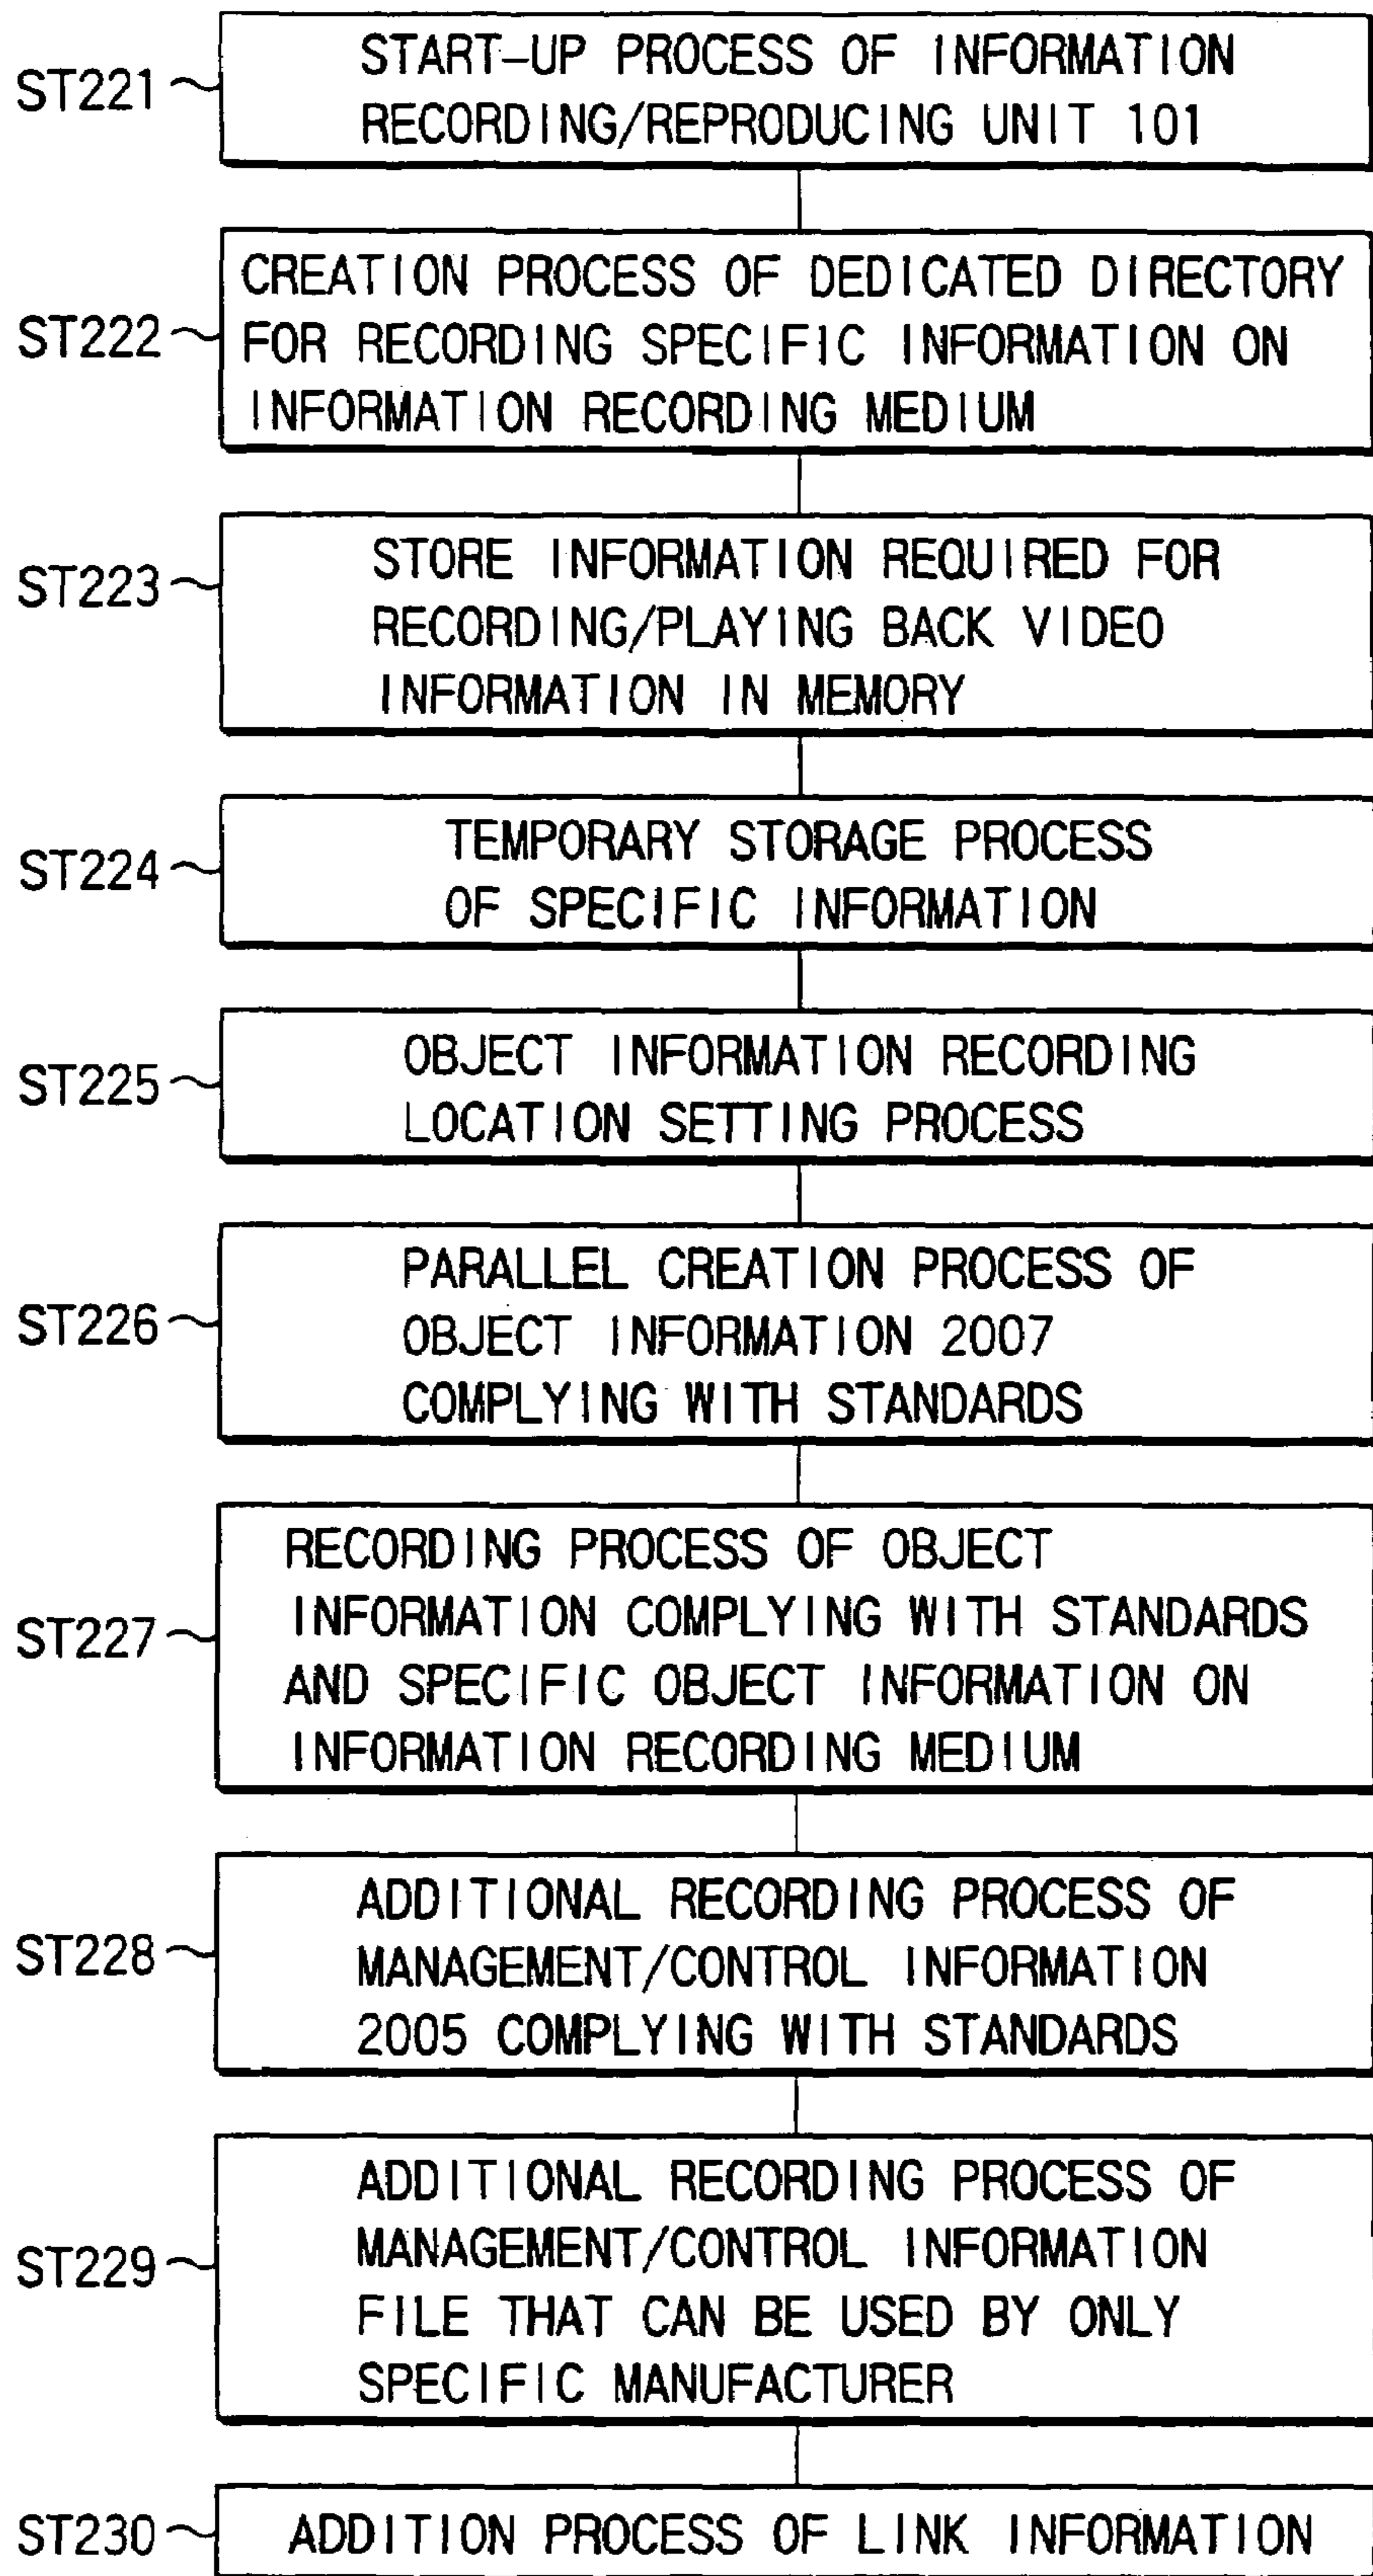 ST221
START-UP PROCESS OF INFORMATION
RECORDING/REPRODUCING UNIT 101
ST222
CREATION PROCESS OF DEDICATED DIRECTORY
FOR RECORDING SPECIFIC INFORMATION ON
INFORMATION RECORDING MEDIUM
ST223
STORE INFORMATION REQUIRED FOR
RECORDING/PLAYING BACK VIDEO
INFORMATION IN MEMORY
ST224
TEMPORARY STORAGE PROCESS
OF SPECIFIC INFORMATION
ST225
OBJECT INFORMATION RECORDING
LOCATION SETTING PROCESS
ST226
PARALLEL CREATION PROCESS OF
OBJECT INFORMATION 2007
COMPLYING WITH STANDARDS
ST227
RECORDING PROCESS OF OBJECT
INFORMATION COMPLYING WITH STANDARDS
AND SPECIFIC OBJECT INFORMATION ON
INFORMATION RECORDING MEDIUM
ST228
ADDITIONAL RECORDING PROCESS OF
MANAGEMENT/CONTROL INFORMATION
2005 COMPLYING WITH STANDARDS
ST229
ADDITIONAL RECORDING PROCESS OF
MANAGEMENT/CONTROL INFORMATION
FILE THAT CAN BE USED BY ONLY
SPECIFIC MANUFACTURER
ST230
ADDITION PROCESS OF LINK INFORMATION